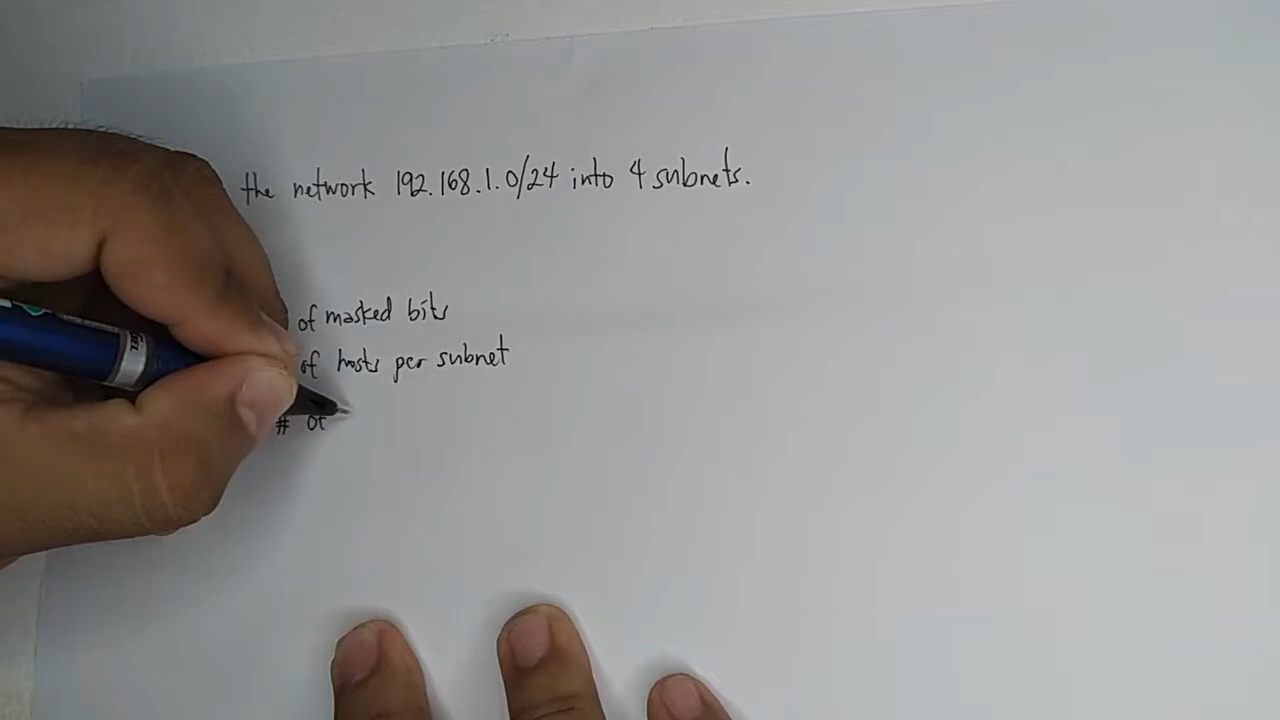 the network 192.168.1.0/24 into 4 subnets.
of masked bits
of hosts per subnet
# of